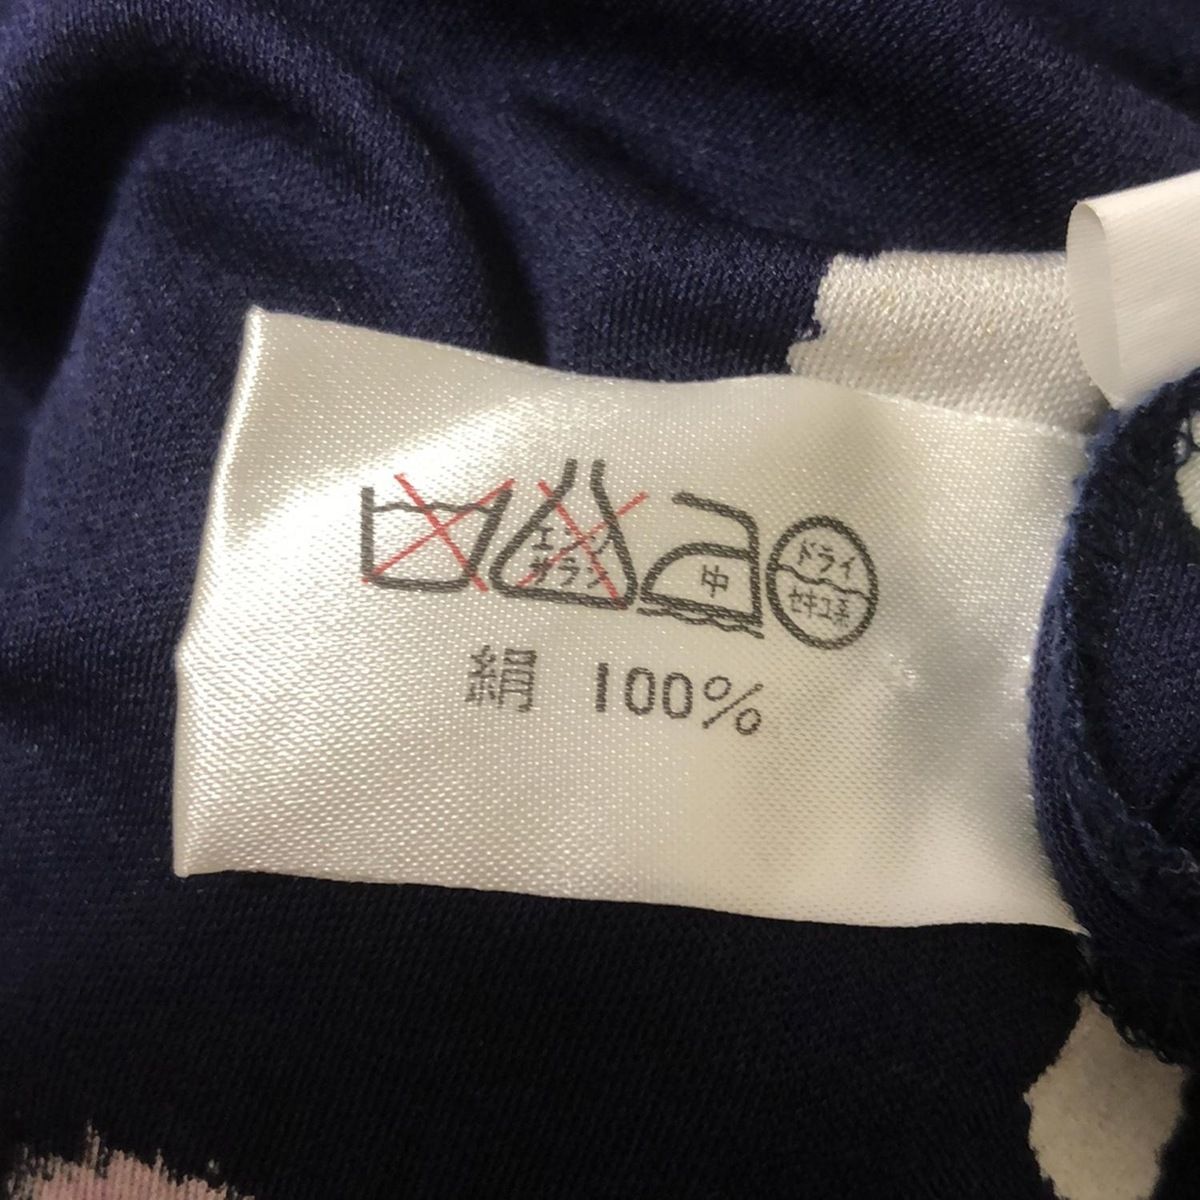 エンソ
サラシ
中
ドライ
セキユ系
絹 100%